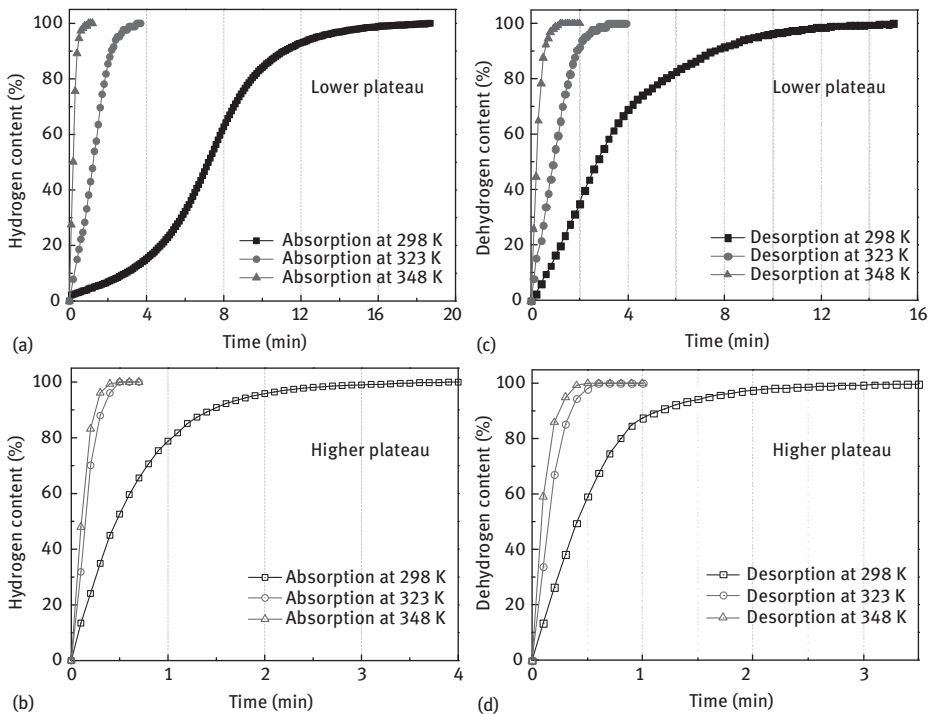 100
80
60
40
20
0
Hydrogen content (%)
Lower plateau
Absorption at 298 K
Absorption at 323 K
Absorption at 348 K
0 4 8 12 16 20
Time (min)
(a)
100
80
60
40
20
0
Dehydrogen content (%)
Lower plateau
Desorption at 298 K
Desorption at 323 K
Desorption at 348 K
0 4 8 12 16
Time (min)
(c)
100
80
60
40
20
0
Hydrogen content (%)
Higher plateau
Absorption at 298 K
Absorption at 323 K
Absorption at 348 K
0 1 2 3 4
Time (min)
(b)
100
80
60
40
20
0
Dehydrogen content (%)
Higher plateau
Desorption at 298 K
Desorption at 323 K
Desorption at 348 K
0 1 2 3
Time (min)
(d)